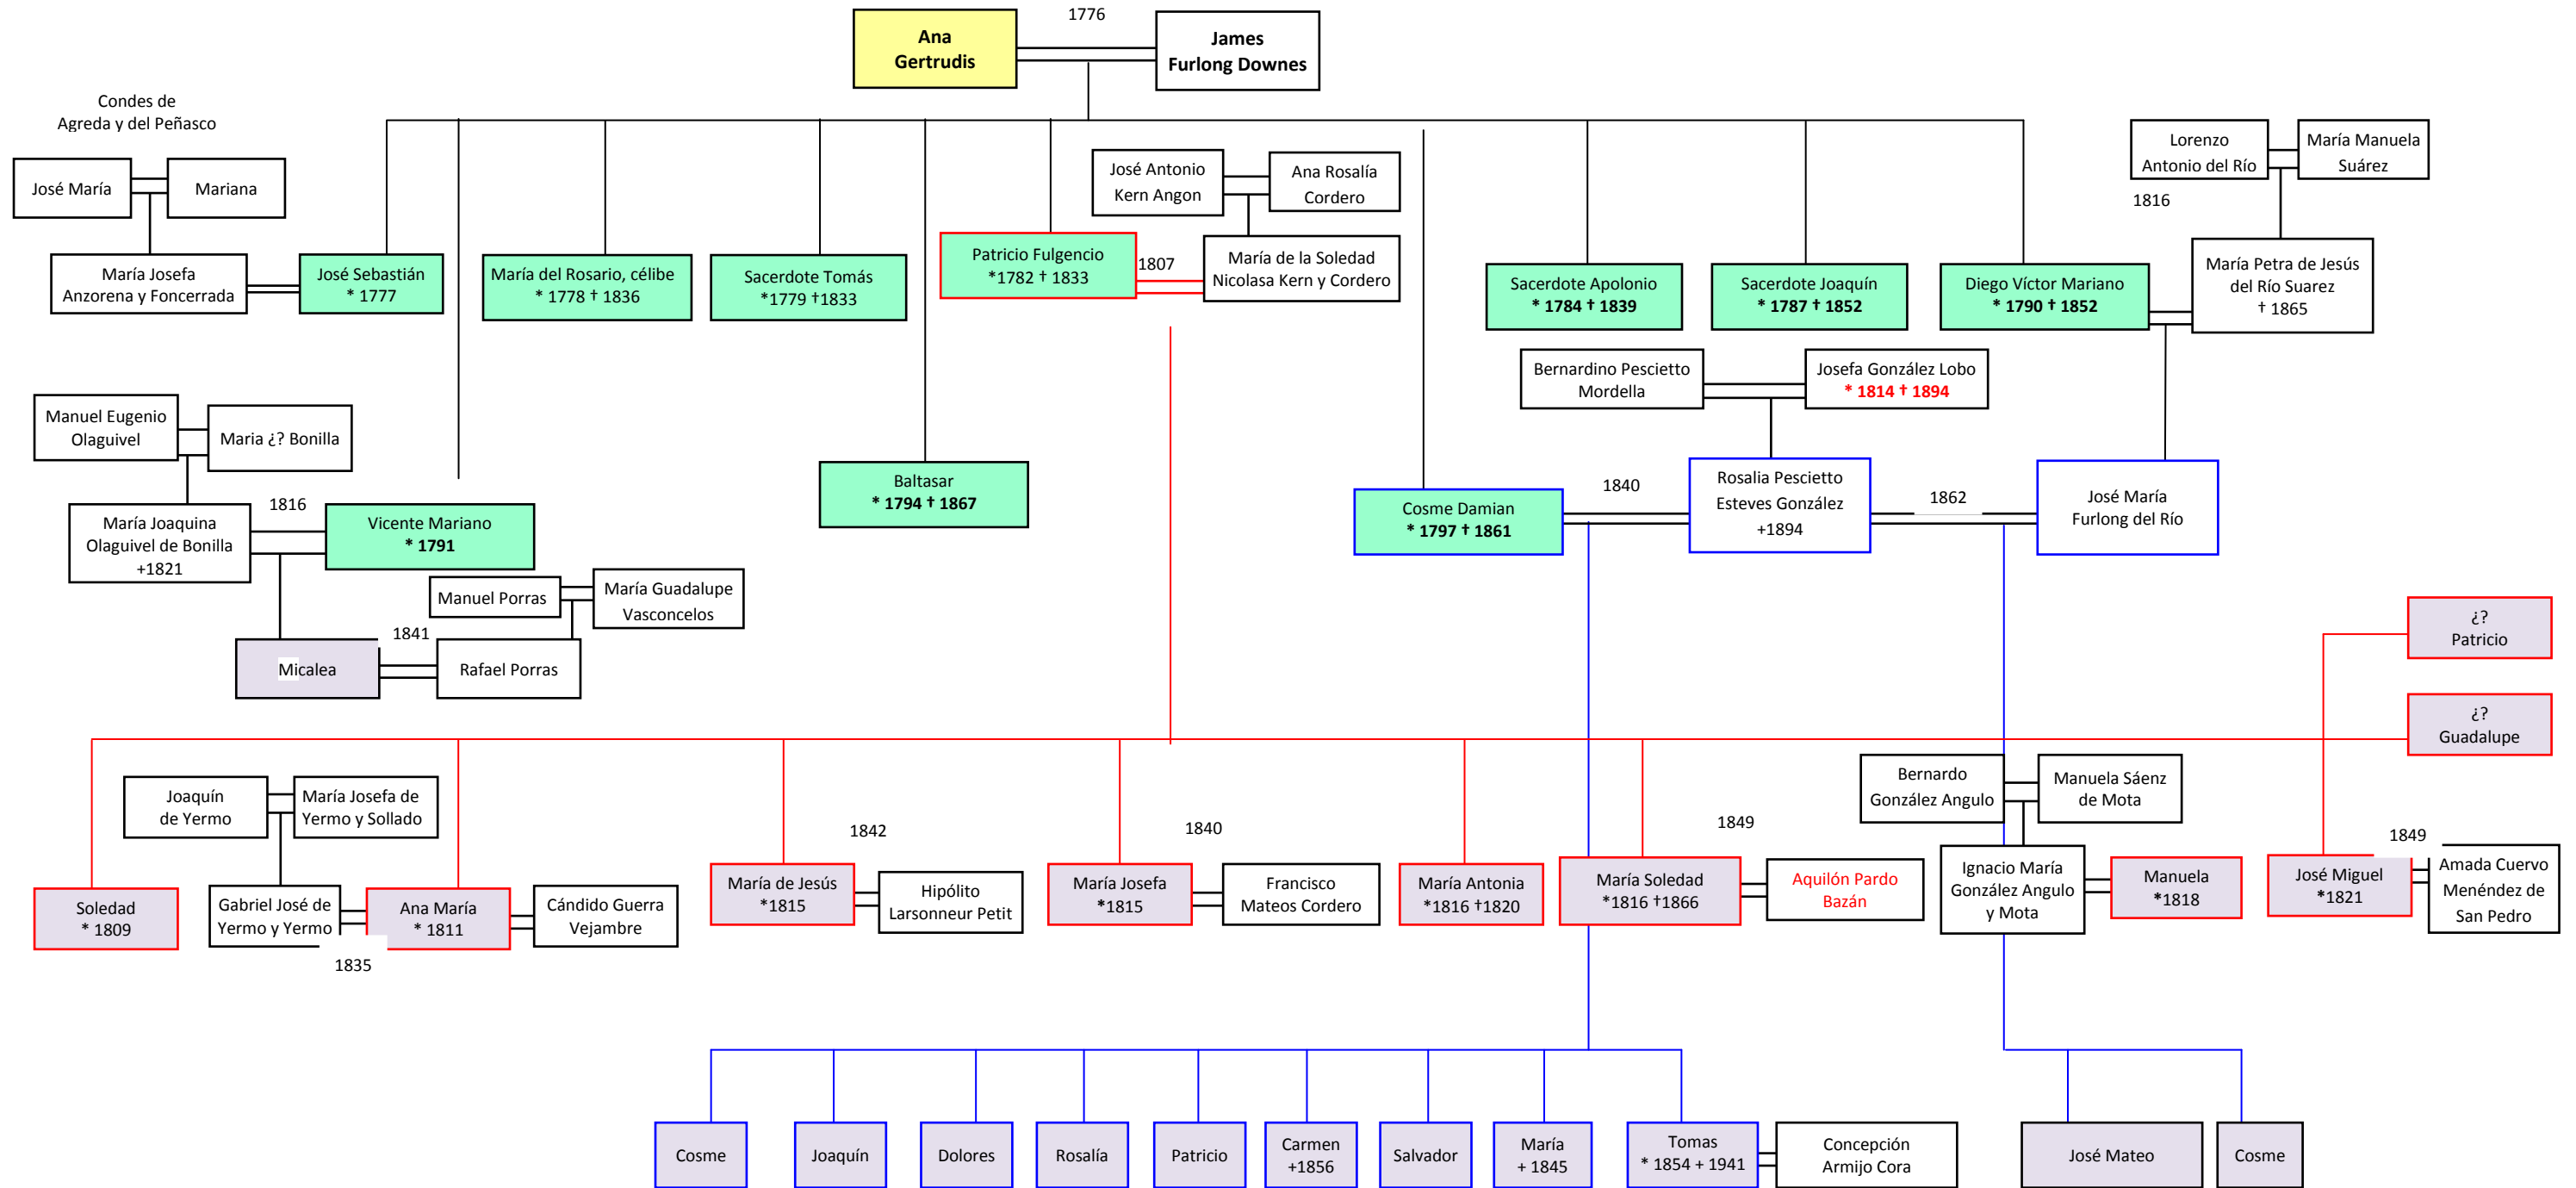 1776
Ana
Gertrudis
James
Furlong Downes
Condes de
Agreda y del Peñasco
José María
Mariana
José Antonio
Kern Angon
Ana Rosalía
Cordero
Lorenzo
Antonio del Río
María Manuela
Suárez
1816
María Josefa
Anzorena y Foncerrada
José Sebastián
* 1777
María del Rosario, célibe
* 1778 † 1836
Sacerdote Tomás
*1779 †1833
Patricio Fulgencio
*1782 † 1833
1807
María de la Soledad
Nicolasa Kern y Cordero
Sacerdote Apolonio
* 1784 † 1839
Sacerdote Joaquín
* 1787 † 1852
Diego Víctor Mariano
* 1790 † 1852
María Petra de Jesús
del Río Suarez
† 1865
Bernardino Pescietto
Mordella
Josefa González Lobo
* 1814 † 1894
Manuel Eugenio
Olaguivel
Maria ¿? Bonilla
Baltasar
* 1794 † 1867
1816
María Joaquina
Olaguivel de Bonilla
+1821
Vicente Mariano
* 1791
Cosme Damian
* 1797 † 1861
1840
Rosalia Pescietto
Esteves González
+1894
1862
José María
Furlong del Río
Manuel Porras
María Guadalupe
Vasconcelos
1841
Micalea
Rafael Porras
¿?
Patricio
¿?
Guadalupe
Joaquín
de Yermo
María Josefa de
Yermo y Sollado
Bernardo
González Angulo
Manuela Sáenz
de Mota
1842
1840
1849
1849
Soledad
* 1809
Gabriel José de
Yermo y Yermo
Ana María
* 1811
Cándido Guerra
Vejambre
1835
María de Jesús
*1815
Hipólito
Larsonneur Petit
María Josefa
*1815
Francisco
Mateos Cordero
María Antonia
*1816 †1820
María Soledad
*1816 †1866
Aquilón Pardo
Bazán
Ignacio María
González Angulo
y Mota
Manuela
*1818
José Miguel
*1821
Amada Cuervo
Menéndez de
San Pedro
Cosme
Joaquín
Dolores
Rosalía
Patricio
Carmen
+1856
Salvador
María
+ 1845
Tomas
* 1854 + 1941
Concepción
Armijo Cora
José Mateo
Cosme